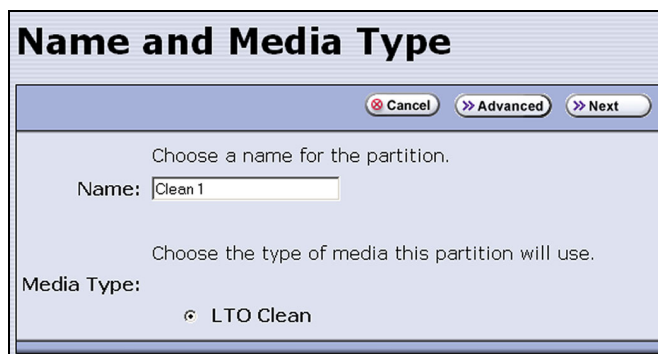 Name and Media Type
Cancel Advanced Next
Choose a name for the partition.
Name: Clean 1
Choose the type of media this partition will use.
Media Type:
LTO Clean